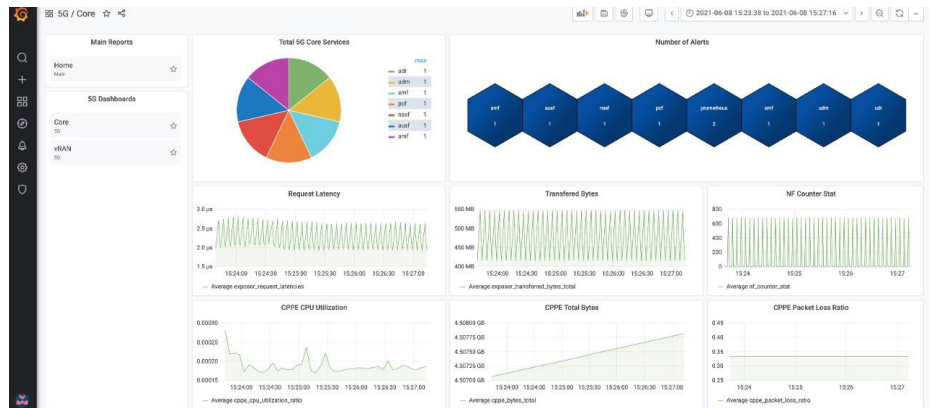 5G / Core
2021-06-08 15:23:38 to 2021-06-08 15:27:16
Main Reports
Home
Main
5G Dashboards
Core
5G
vRAN
5G
Total 5G Core Services
max
udr 1
udm 1
smf 1
pcf 1
nssf 1
ausf 1
amf 1
Number of Alerts
amf
1
ausf
1
nssf
1
pcf
1
prometheus
2
smf
1
udm
1
udr
1
Request Latency
3.0 µs
2.5 µs
2.0 µs
1.5 µs
15:24:00 15:24:30 15:25:00 15:25:30 15:26:00 15:26:30 15:27:00
Average exposer_request_latencies
Transfered Bytes
550 MB
500 MB
450 MB
400 MB
15:24:00 15:24:30 15:25:00 15:25:30 15:26:00 15:26:30 15:27:00
Average exposer_transferred_bytes_total
NF Counter Stat
800
600
400
200
0
15:24 15:25 15:26 15:27
Average nf_counter_stat
CPPE CPU Utilization
0.00030
0.00025
0.00020
0.00015
15:24:00 15:24:30 15:25:00 15:25:30 15:26:00 15:26:30 15:27:00
Average cppe_cpu_utilization_ratio
CPPE Total Bytes
4.50800 GB
4.50775 GB
4.50750 GB
4.50725 GB
4.50700 GB
15:24:00 15:24:30 15:25:00 15:25:30 15:26:00 15:26:30 15:27:00
Average cppe_bytes_total
CPPE Packet Loss Ratio
0.45
0.40
0.35
0.30
0.25
15:24 15:25 15:26 15:27
Average cppe_packet_loss_ratio